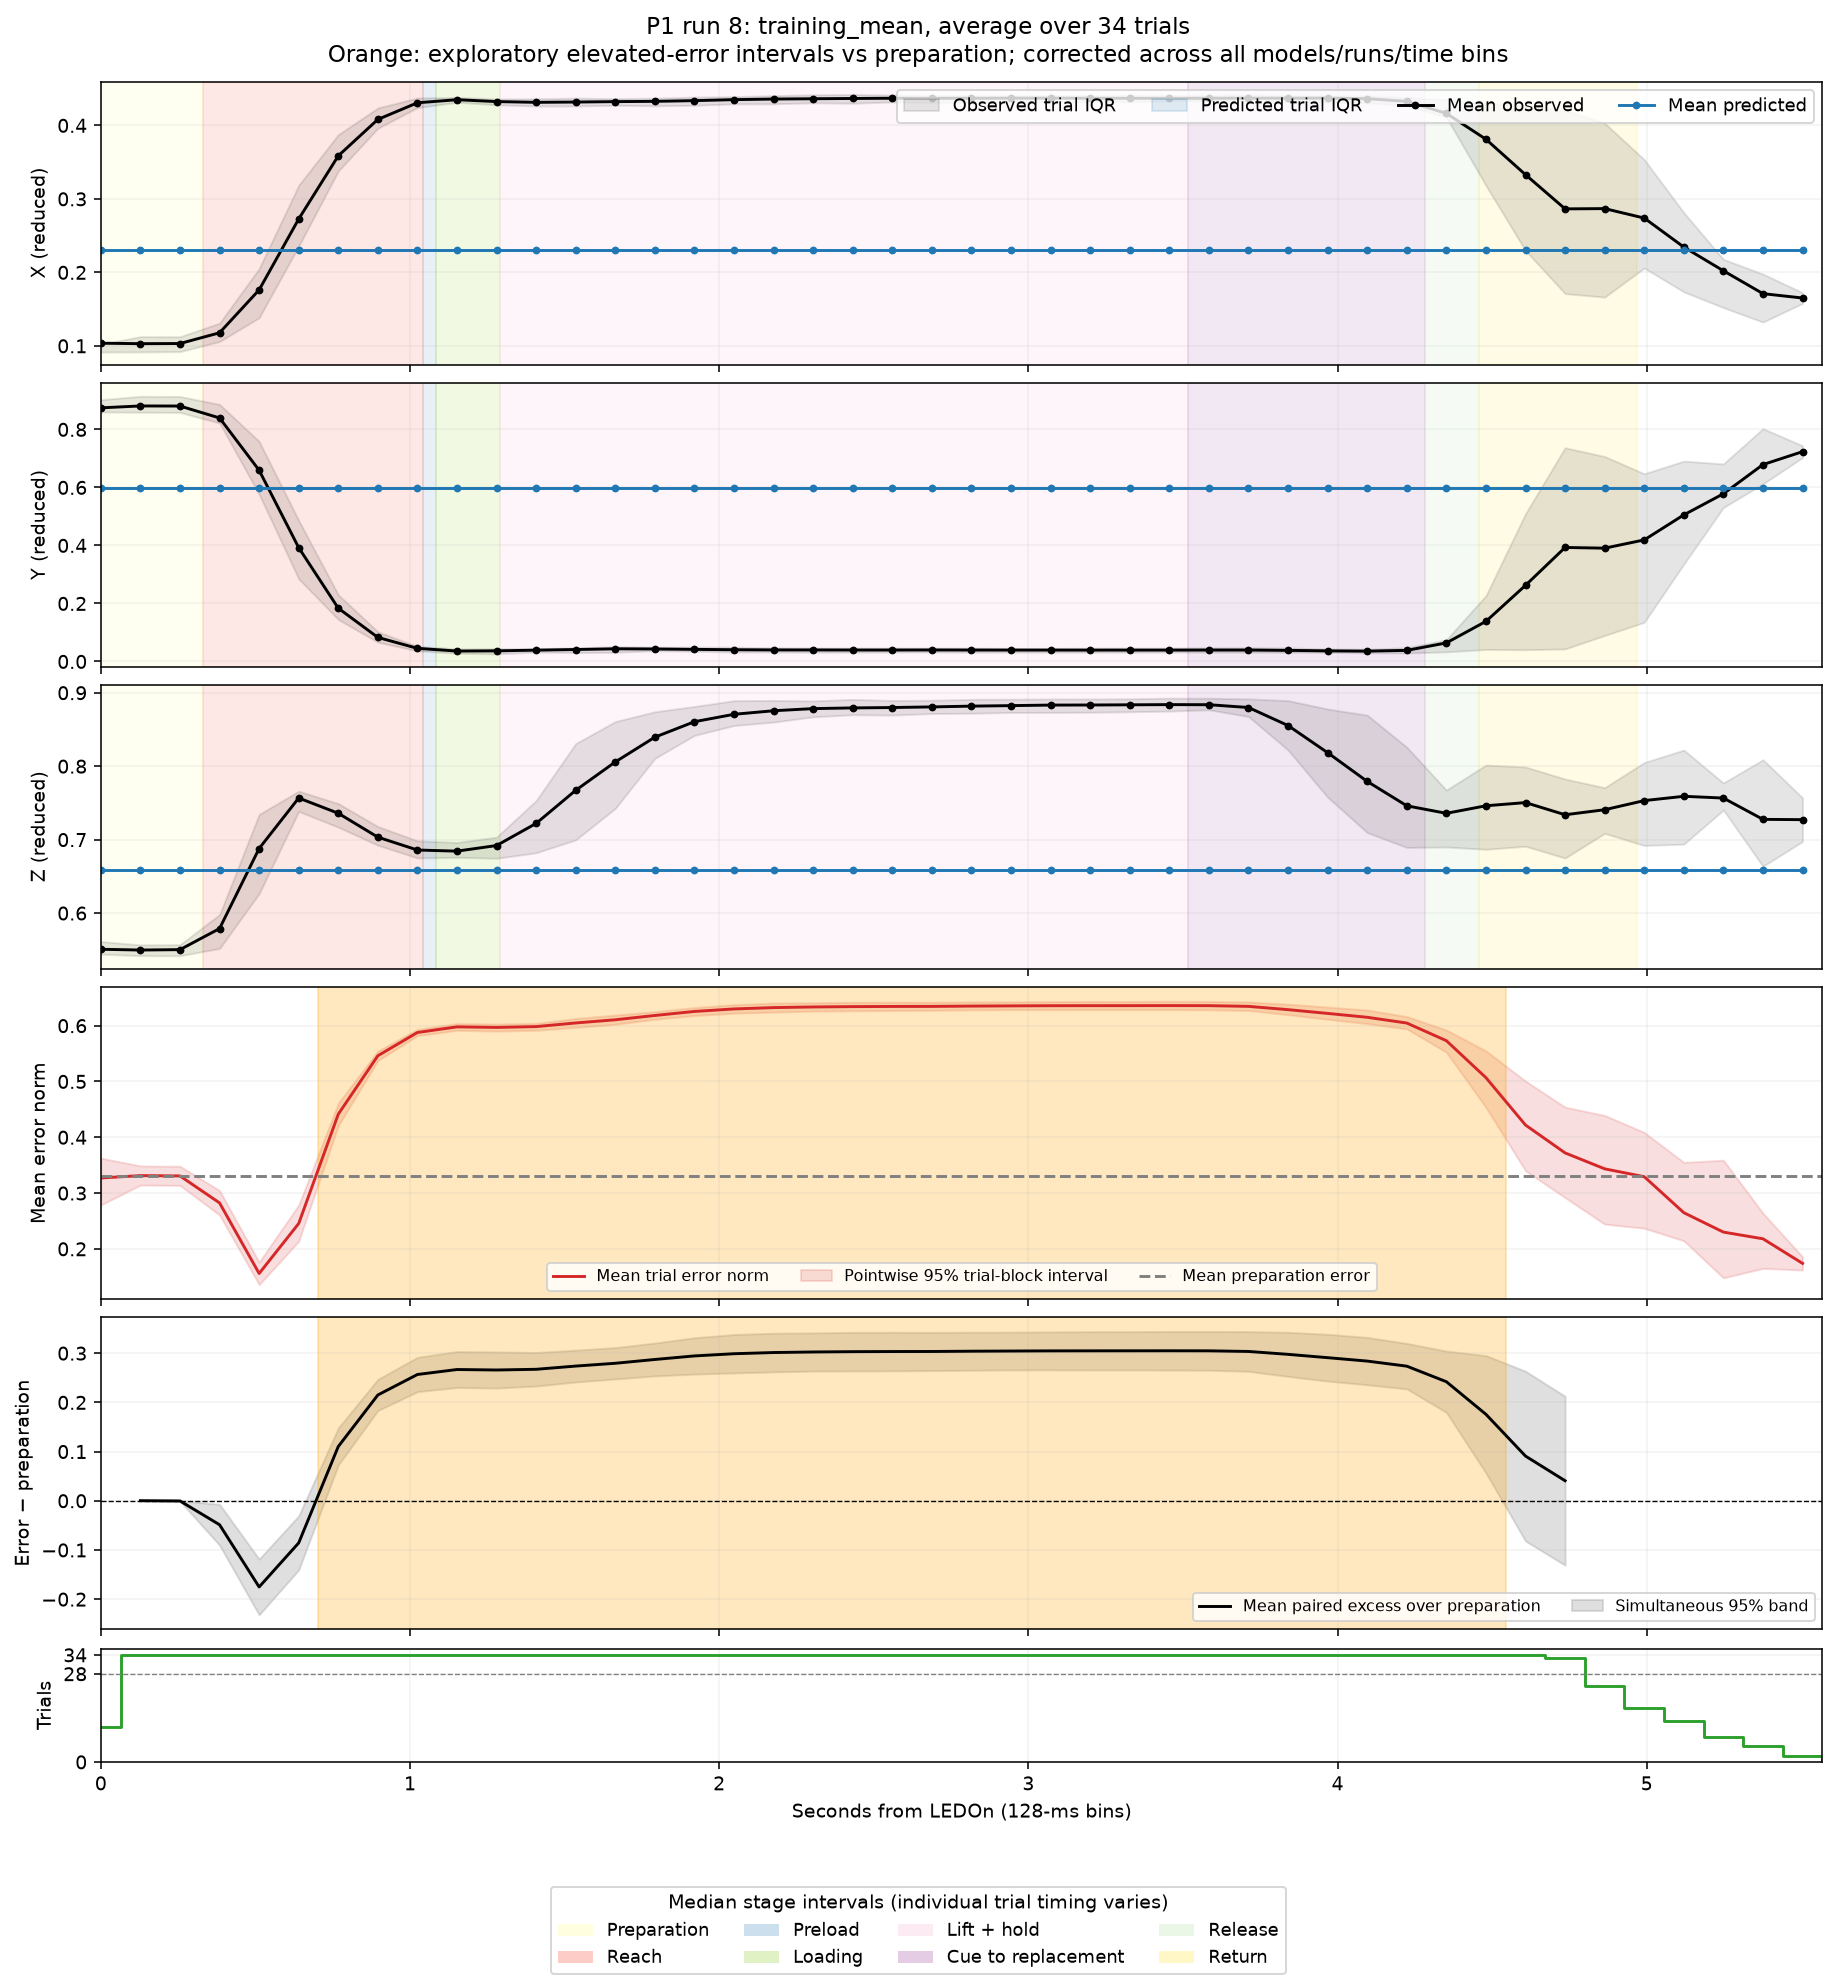 P1 run 8: training_mean, average over 34 trials
Orange: exploratory elevated-error intervals vs preparation; corrected across all models/runs/time bins
Observed trial IQR Predicted trial IQR Mean observed Mean predicted
X (reduced)
0.4
0.3
0.2
0.1
Y (reduced)
0.8
0.6
0.4
0.2
0.0
Z (reduced)
0.9
0.8
0.7
0.6
Mean error norm
0.6
0.5
0.4
0.3
0.2
Mean trial error norm Pointwise 95% trial-block interval Mean preparation error
Error − preparation
0.3
0.2
0.1
0.0
−0.1
−0.2
Mean paired excess over preparation Simultaneous 95% band
Trials
34
28
0
0 1 2 3 4 5
Seconds from LEDOn (128-ms bins)
Median stage intervals (individual trial timing varies)
Preparation Preload Lift + hold Release
Reach Loading Cue to replacement Return